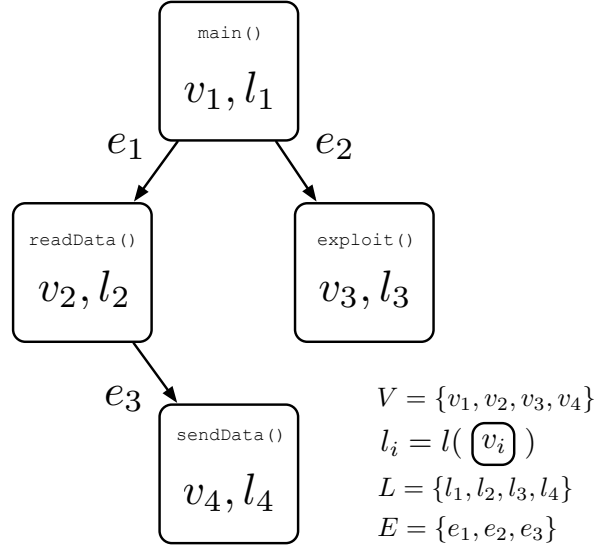 main()
v₁, l₁
e₁
e₂
readData()
v₂, l₂
exploit()
v₃, l₃
e₃
sendData()
v₄, l₄
V = {v₁, v₂, v₃, v₄}
lᵢ = l( vᵢ )
L = {l₁, l₂, l₃, l₄}
E = {e₁, e₂, e₃}